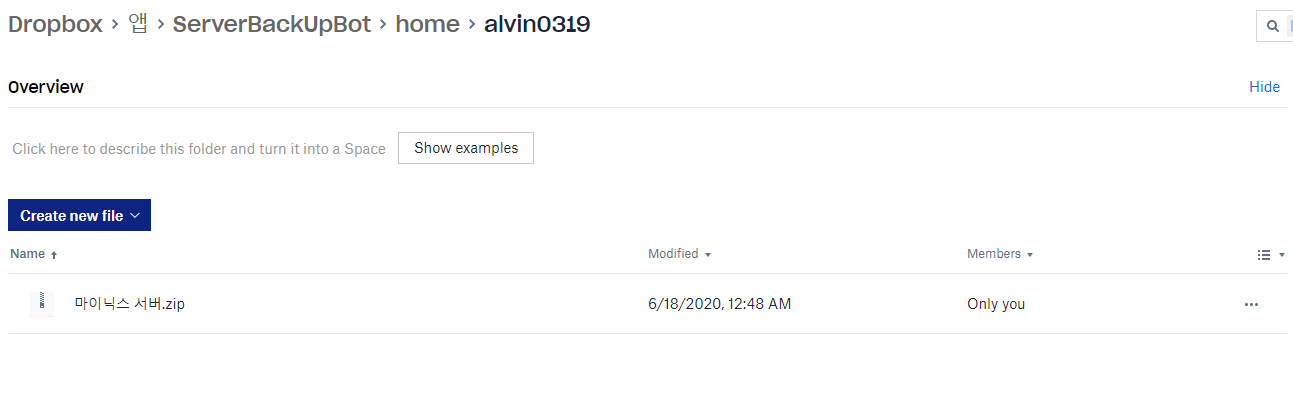 Dropbox > 앱 > ServerBackUpBot > home > alvin0319
Overview Hide
Click here to describe this folder and turn it into a Space Show examples
Create new file
Name Modified Members
마이닉스 서버.zip 6/18/2020, 12:48 AM Only you